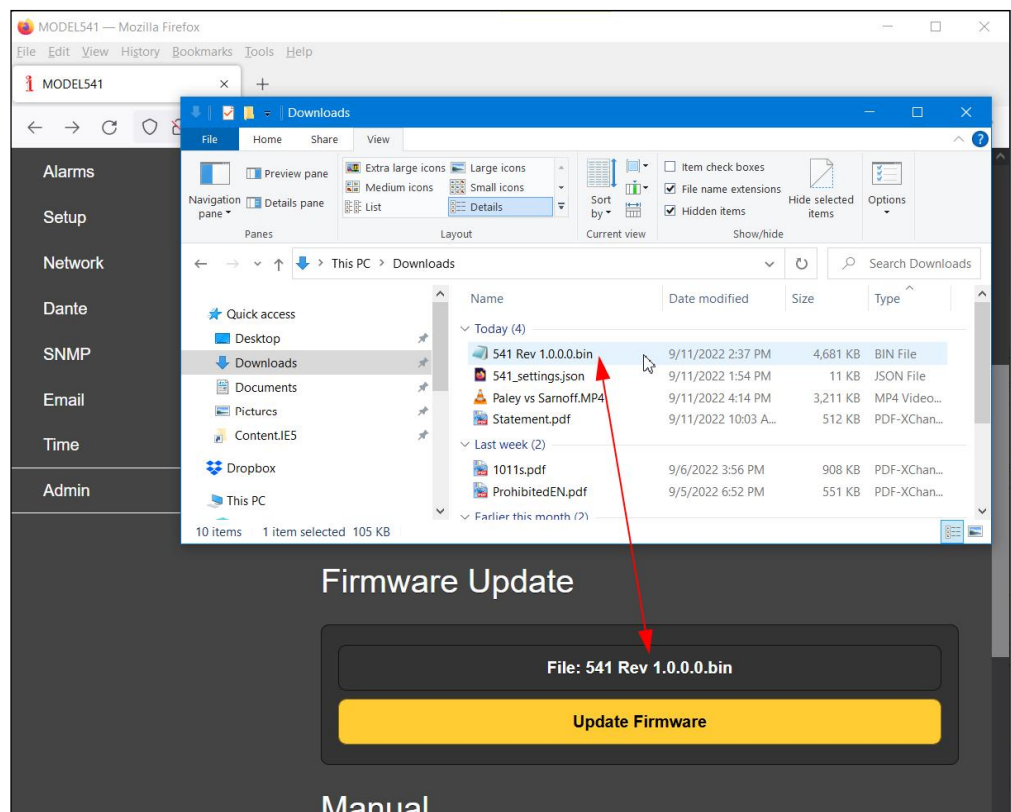 MODEL541 — Mozilla Firefox
File Edit View History Bookmarks Tools Help
MODEL541
Downloads
File Home Share View
Navigation pane
Preview pane
Details pane
Panes
Extra large icons Large icons
Medium icons Small icons
List Details
Layout
Sort by
Current view
Item check boxes
File name extensions
Hidden items
Hide selected items
Show/hide
Options
This PC > Downloads
Search Downloads
Quick access
Desktop
Downloads
Documents
Pictures
Content.IE5
Dropbox
This PC
Name Date modified Size Type
Today (4)
541 Rev 1.0.0.0.bin 9/11/2022 2:37 PM 4,681 KB BIN File
541_settings.json 9/11/2022 1:54 PM 11 KB JSON File
Paley vs Sarnoff.MP4 9/11/2022 4:14 PM 3,211 KB MP4 Video...
Statement.pdf 9/11/2022 10:03 A... 512 KB PDF-XChan...
Last week (2)
1011s.pdf 9/6/2022 3:56 PM 908 KB PDF-XChan...
ProhibitedEN.pdf 9/5/2022 6:52 PM 551 KB PDF-XChan...
Earlier this month (2)
10 items 1 item selected 105 KB
Alarms
Setup
Network
Dante
SNMP
Email
Time
Admin
Firmware Update
File: 541 Rev 1.0.0.0.bin
Update Firmware
Manual